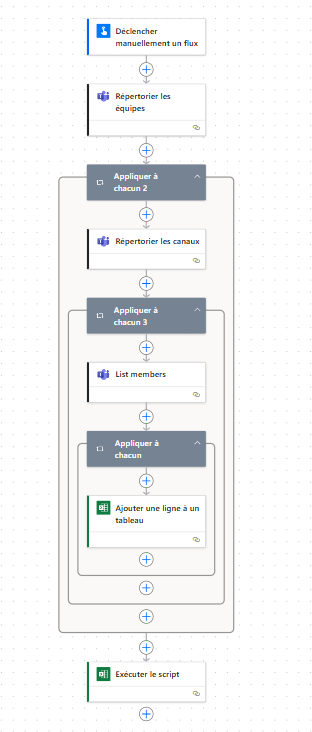 Déclencher
manuellement un flux
Répertorier les
équipes
Appliquer à
chacun 2
Répertorier les canaux
Appliquer à
chacun 3
List members
Appliquer à
chacun
Ajouter une ligne à un
tableau
Exécuter le script